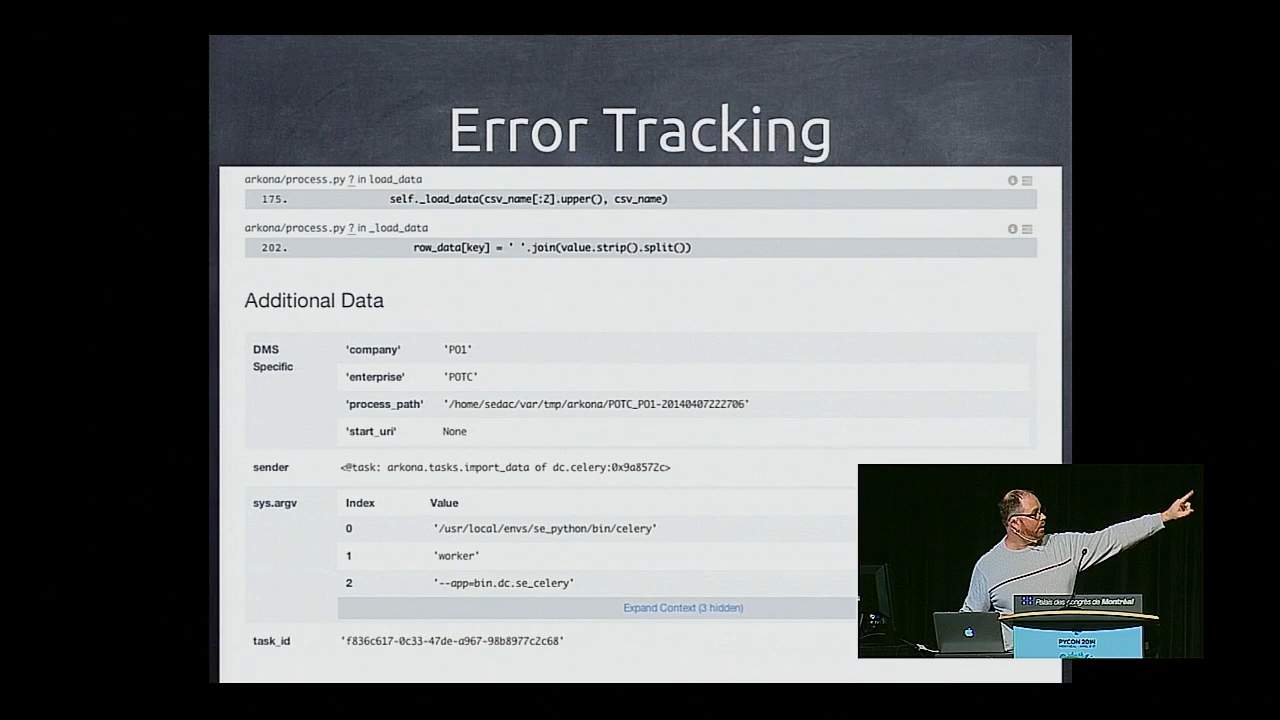 Error Tracking
arkona/process.py ? in load_data
175. self._load_data(csv_name[:2].upper(), csv_name)
arkona/process.py ? in _load_data
202. row_data[key] = ' '.join(value.strip().split())
Additional Data
DMS Specific
'company' 'PO1'
'enterprise' 'POTC'
'process_path' '/home/sedac/var/tmp/arkona/POTC_PO1-20140407222706'
'start_uri' None
sender <@task: arkona.tasks.import_data of dc.celery:0x9a8572c>
sys.argv Index Value
0 '/usr/local/envs/se_python/bin/celery'
1 'worker'
2 '--app=bin.dc.se_celery'
Expand Context (3 hidden)
task_id 'f836c617-0c33-47de-a967-98b8977c2c68'
Palais des congrès de Montréal
PYCON 2014